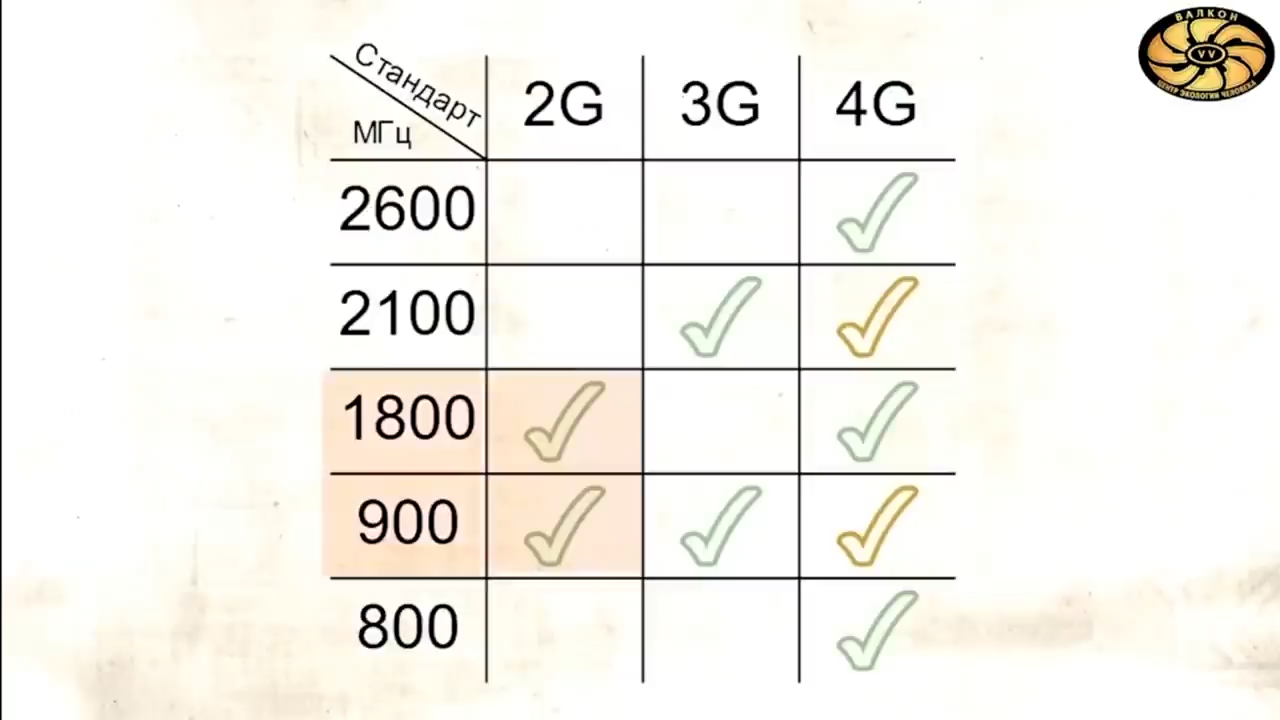 ВАЛКОН
VV
ЦЕНТР ЭКОЛОГИИ ЧЕЛОВЕКА
Стандарт
МГц
2G 3G 4G
2600
2100
1800
900
800